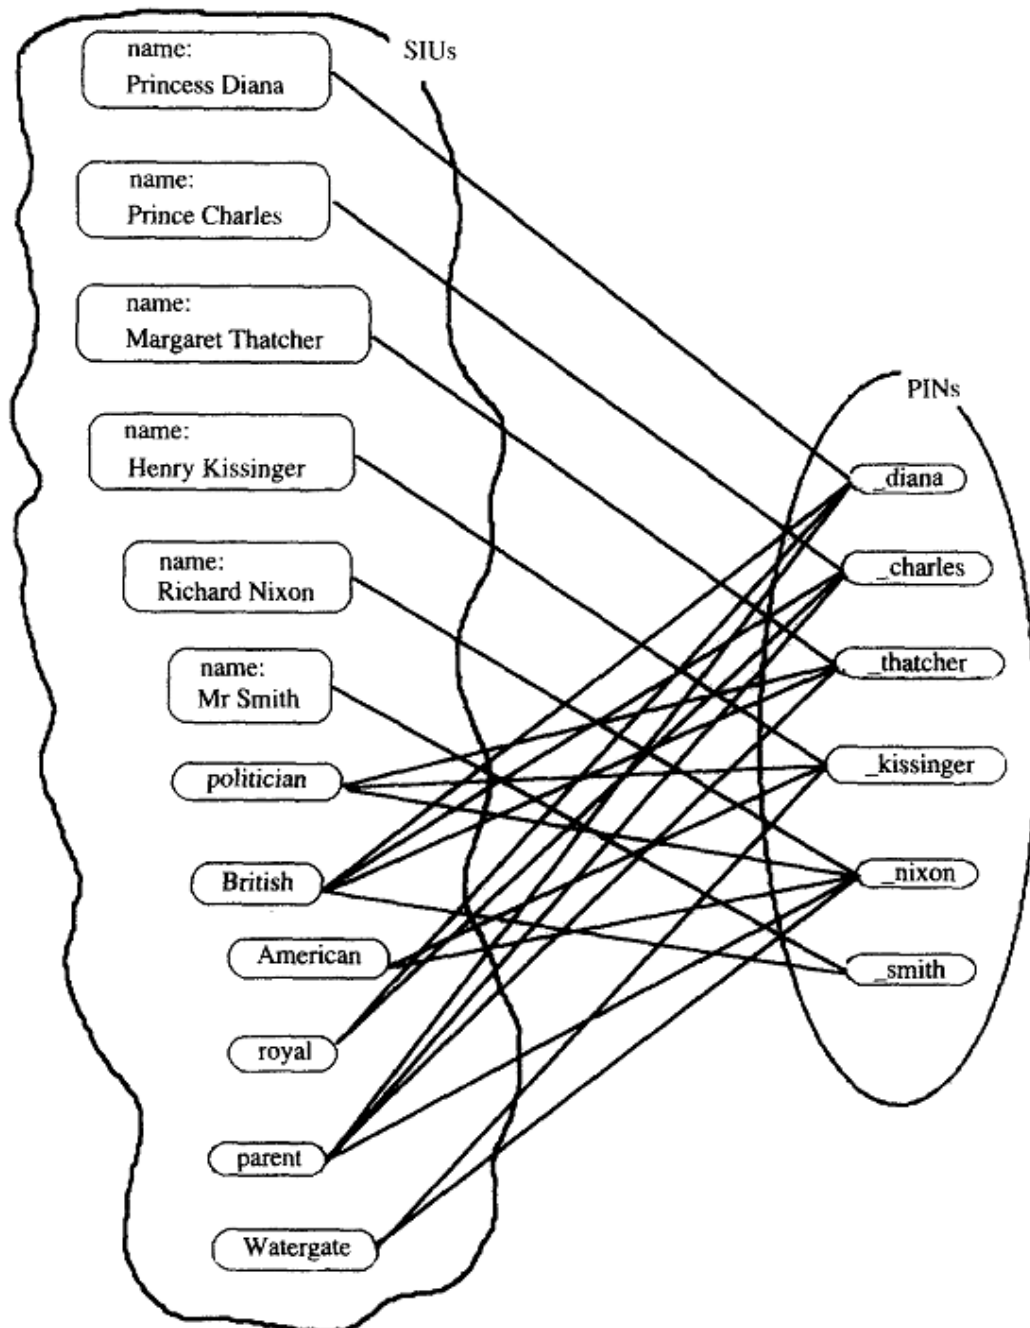 SIUs
name:
Princess Diana
name:
Prince Charles
name:
Margaret Thatcher
name:
Henry Kissinger
name:
Richard Nixon
name:
Mr Smith
politician
British
American
royal
parent
Watergate
PINs
_diana
_charles
_thatcher
_kissinger
_nixon
_smith